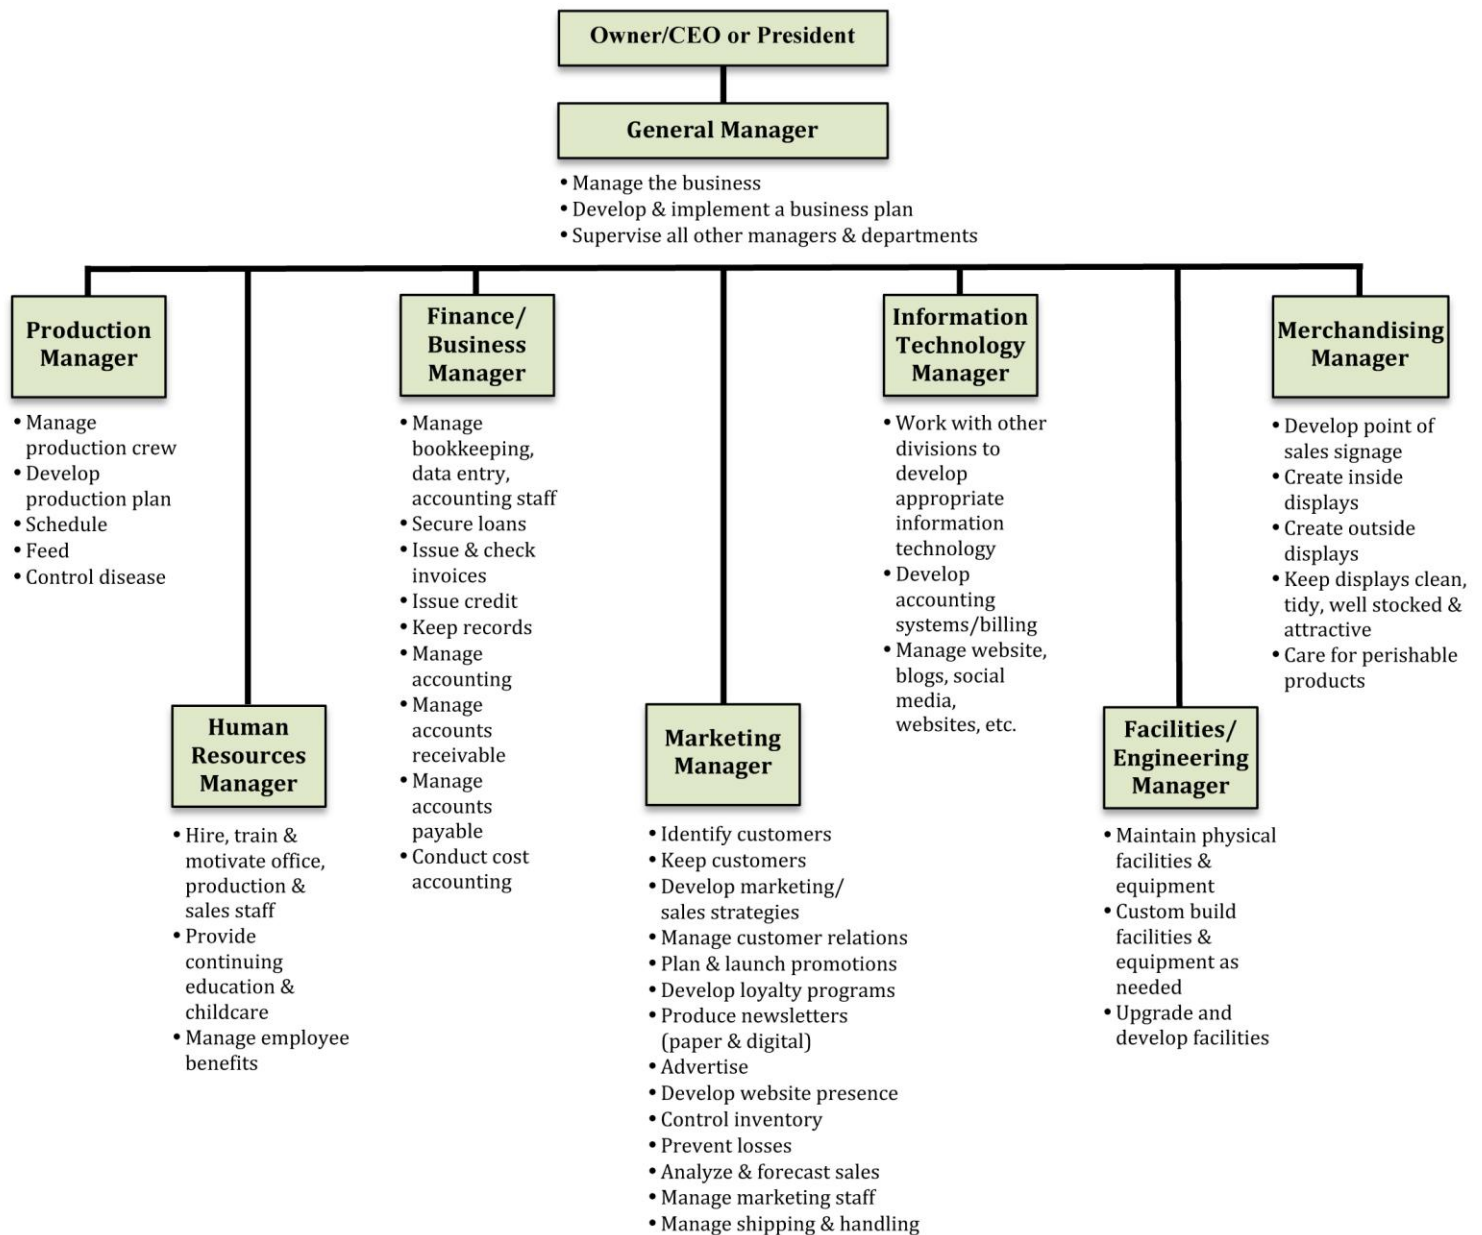 Owner/CEO or President
General Manager
• Manage the business
• Develop & implement a business plan
• Supervise all other managers & departments
Production
Manager
• Manage
production crew
• Develop
production plan
• Schedule
• Feed
• Control disease
Human
Resources
Manager
• Hire, train &
motivate office,
production &
sales staff
• Provide
continuing
education &
childcare
• Manage employee
benefits
Finance/
Business
Manager
• Manage
bookkeeping,
data entry,
accounting staff
• Secure loans
• Issue & check
invoices
• Issue credit
• Keep records
• Manage
accounting
• Manage
accounts
receivable
• Manage
accounts
payable
• Conduct cost
accounting
Marketing
Manager
• Identify customers
• Keep customers
• Develop marketing/
sales strategies
• Manage customer relations
• Plan & launch promotions
• Develop loyalty programs
• Produce newsletters
(paper & digital)
• Advertise
• Develop website presence
• Control inventory
• Prevent losses
• Analyze & forecast sales
• Manage marketing staff
• Manage shipping & handling
Information
Technology
Manager
• Work with other
divisions to
develop
appropriate
information
technology
• Develop
accounting
systems/billing
• Manage website,
blogs, social
media,
websites, etc.
Facilities/
Engineering
Manager
• Maintain physical
facilities &
equipment
• Custom build
facilities &
equipment as
needed
• Upgrade and
develop facilities
Merchandising
Manager
• Develop point of
sales signage
• Create inside
displays
• Create outside
displays
• Keep displays clean,
tidy, well stocked &
attractive
• Care for perishable
products